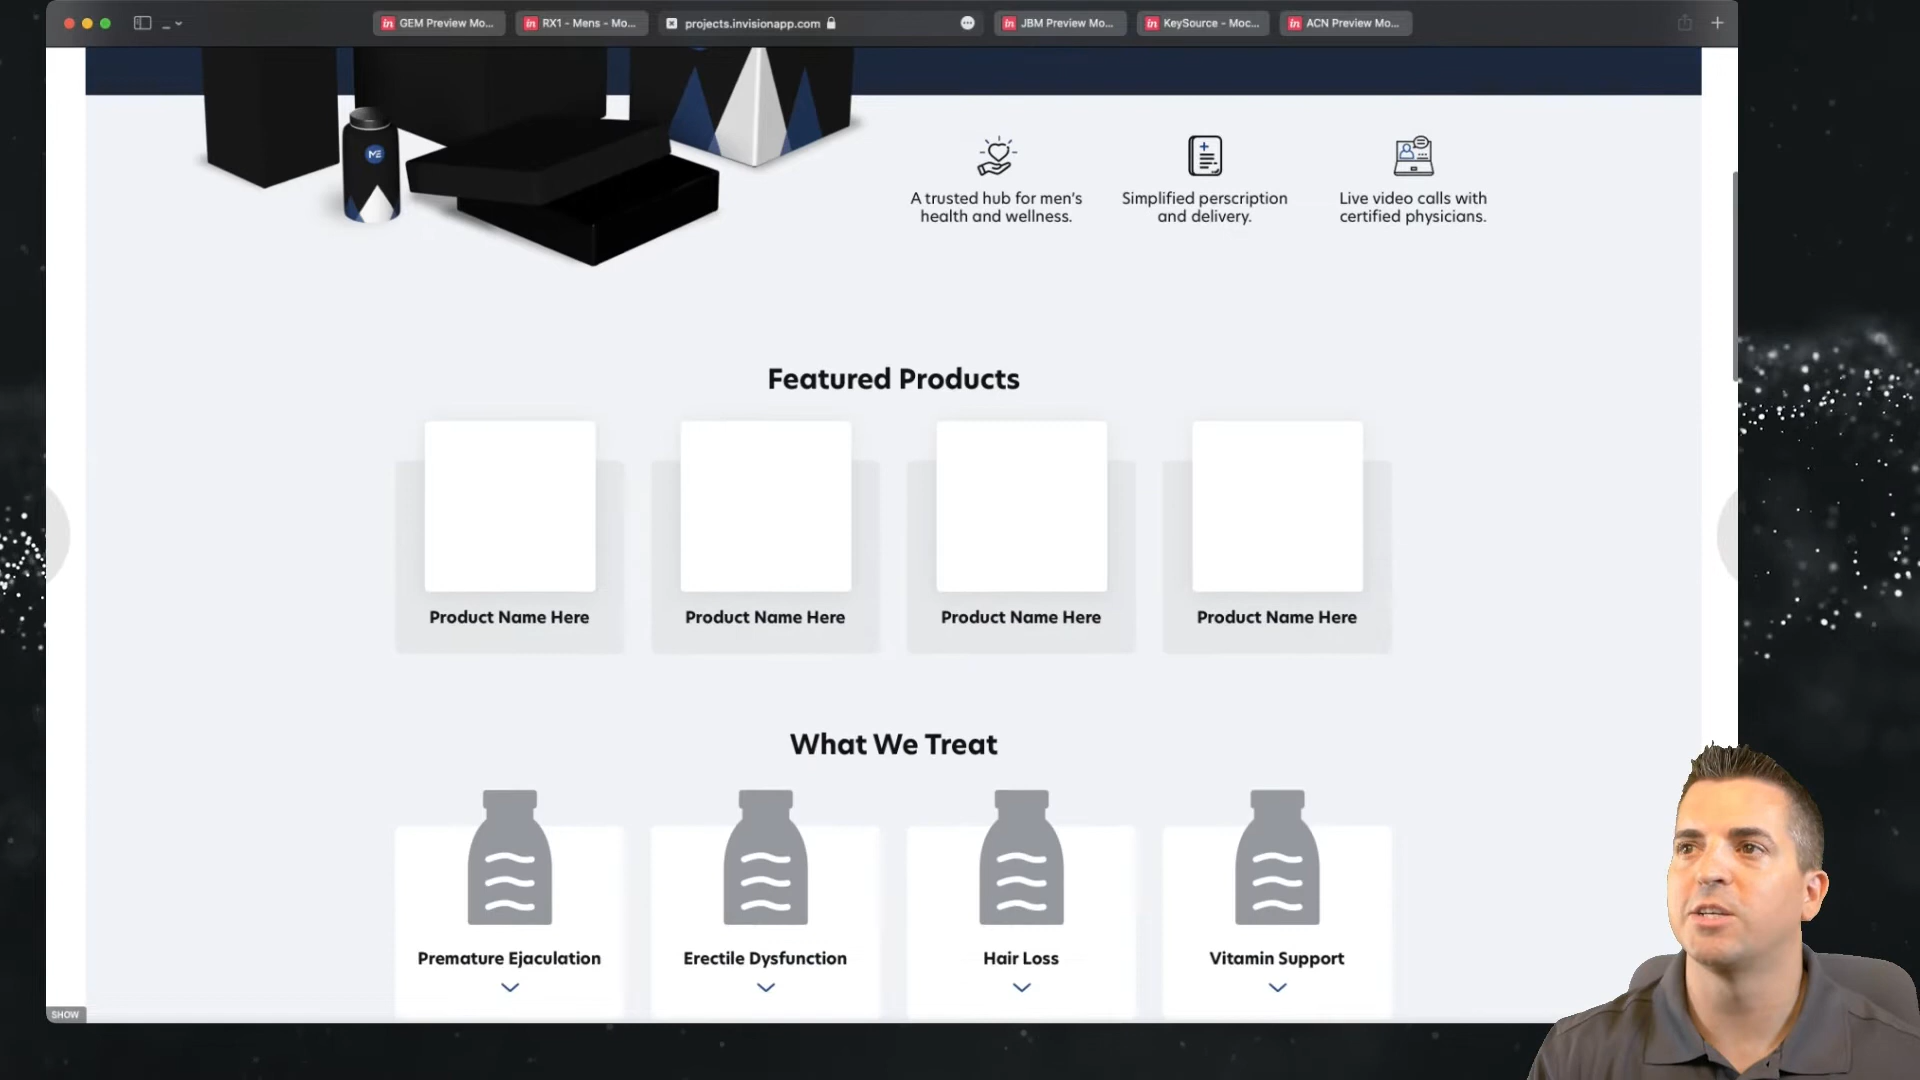 GEM Preview Mo...
RX1 - Mens - Mo...
projects.invisionapp.com
JBM Preview Mo...
KeySource - Moc...
ACN Preview Mo...
ME
A trusted hub for men's
health and wellness.
Simplified perscription
and delivery.
Live video calls with
certified physicians.
Featured Products
Product Name Here
Product Name Here
Product Name Here
Product Name Here
What We Treat
Premature Ejaculation
Erectile Dysfunction
Hair Loss
Vitamin Support
SHOW